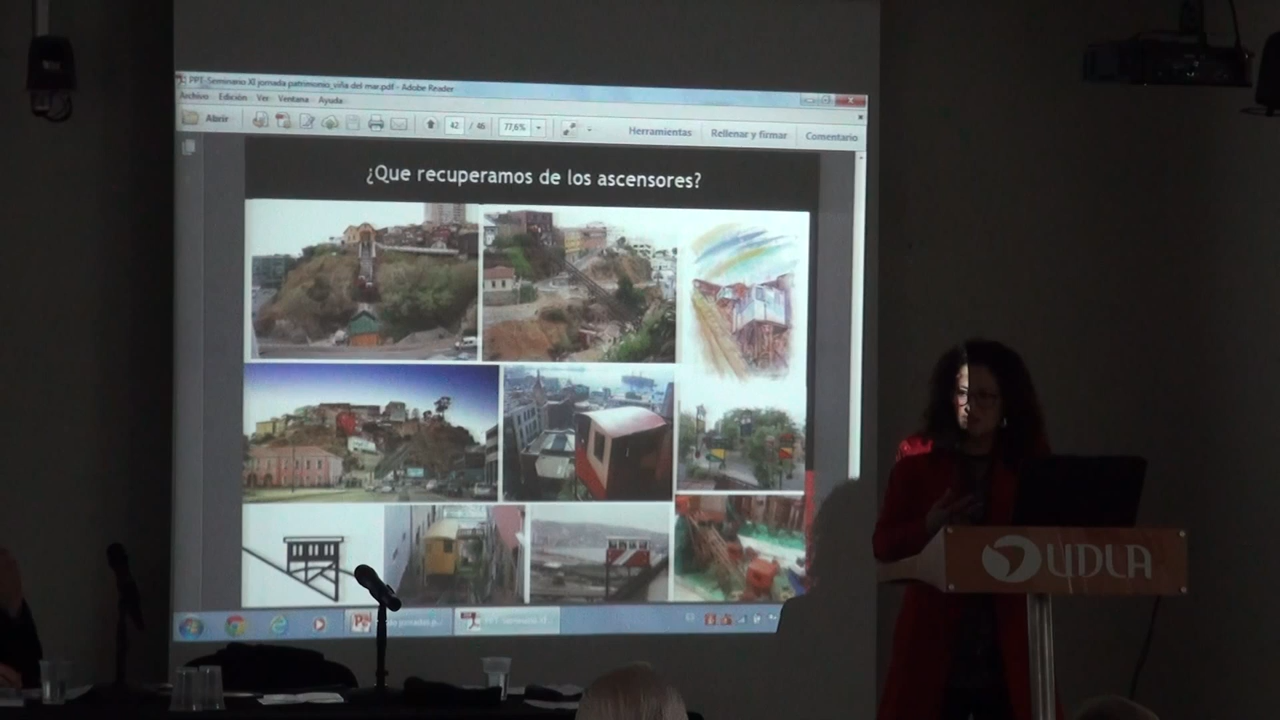 PPT-Seminario XI jornada patrimonio_viña del mar.pdf - Adobe Reader
Archivo Edición Ver Ventana Ayuda
Abrir 42 / 46 77,6% Herramientas Rellenar y firmar Comentario
¿Que recuperamos de los ascensores?
UDLA